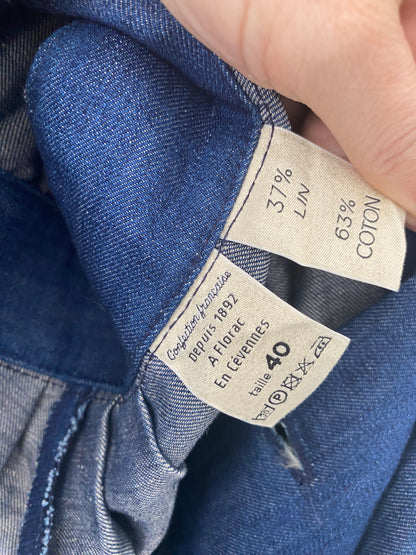 37%
LIN
63%
COTON
Confection française
Depuis 1892
A Florac
En Cévennes
taille 40
P